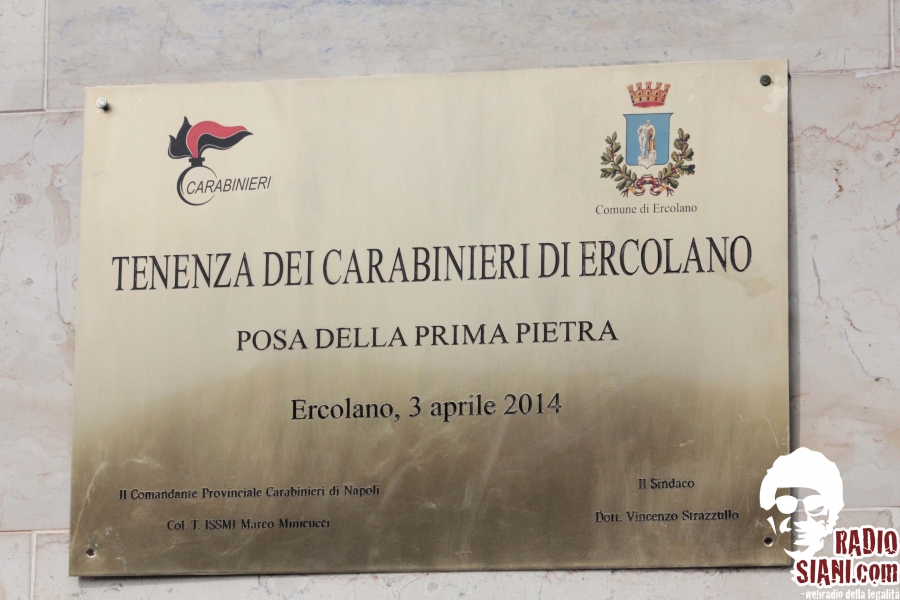 CARABINIERI
Comune di Ercolano
TENENZA DEI CARABINIERI DI ERCOLANO
POSA DELLA PRIMA PIETRA
Ercolano, 3 aprile 2014
Il Comandante Provinciale Carabinieri di Napoli
Col. T. ISSMI Marco Minicucci
Il Sindaco
Dott. Vincenzo Strazzullo
RADIO
SIANI.com
-webradio della legalità